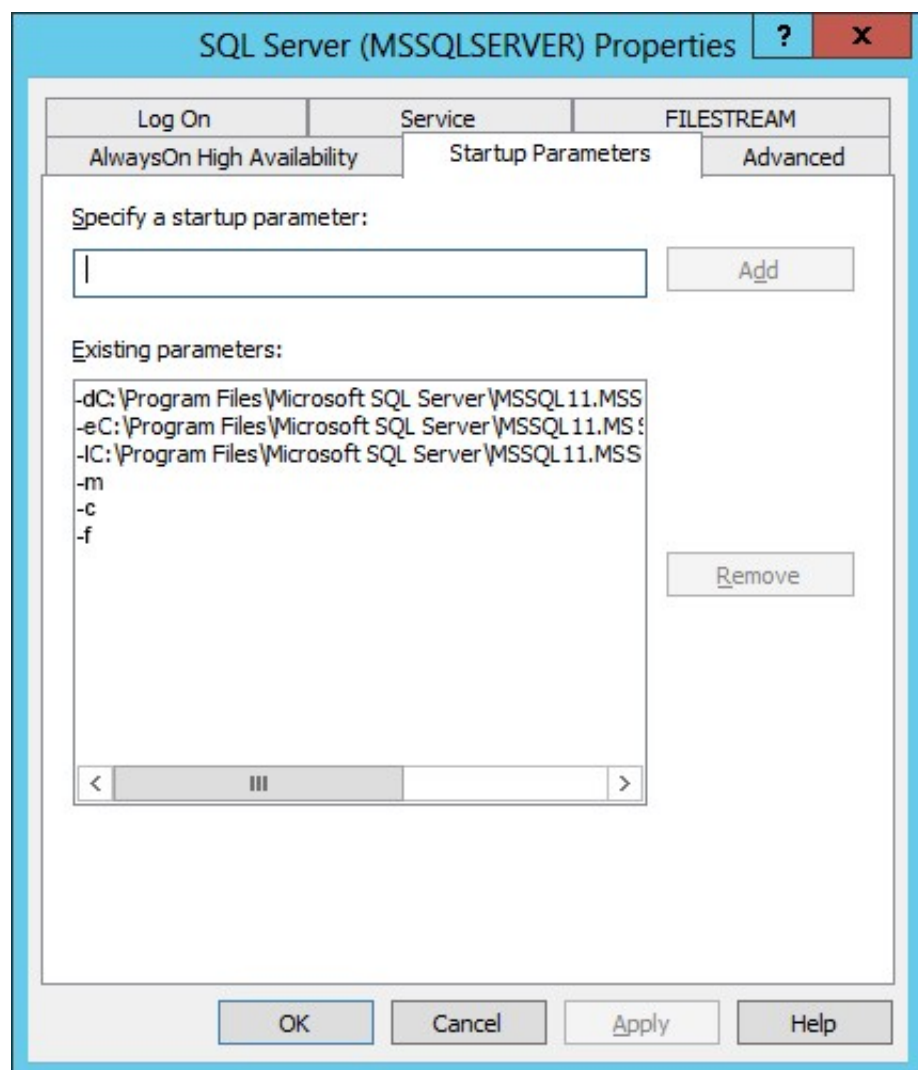 SQL Server (MSSQLSERVER) Properties ? x
Log On Service FILESTREAM
AlwaysOn High Availability Startup Parameters Advanced
Specify a startup parameter:
Add
Existing parameters:
-dC:\Program Files\Microsoft SQL Server\MSSQL11.MSS
-eC:\Program Files\Microsoft SQL Server\MSSQL11.MSS
-lC:\Program Files\Microsoft SQL Server\MSSQL11.MSS
-m
-c
-f
Remove
OK Cancel Apply Help